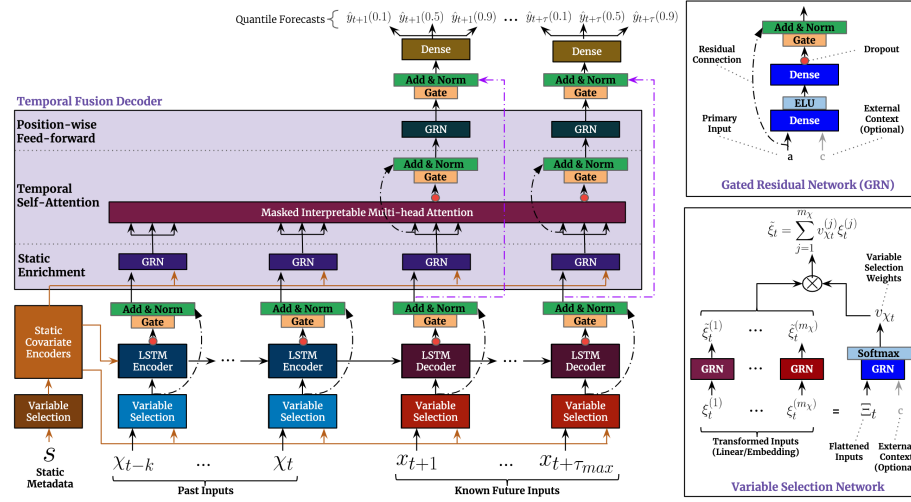 Quantile Forecasts { ŷt+1(0.1) ŷt+1(0.5) ŷt+1(0.9) ... ŷt+τ(0.1) ŷt+τ(0.5) ŷt+τ(0.9)
Dense Dense
Add & Norm Add & Norm
Gate Gate
Temporal Fusion Decoder
Position-wise
Feed-forward
GRN GRN
Add & Norm Add & Norm
Gate Gate
Temporal
Self-Attention
Masked Interpretable Multi-head Attention
Static
Enrichment
GRN GRN GRN GRN
Add & Norm Add & Norm Add & Norm Add & Norm
Gate Gate Gate Gate
Static
Covariate
Encoders
LSTM
Encoder
...
LSTM
Encoder
LSTM
Decoder
...
LSTM
Decoder
Variable
Selection
Variable
Selection
Variable
Selection
Variable
Selection
Variable
Selection
s
Static
Metadata
χt−k ... χt xt+1 ... xt+τmax
Past Inputs Known Future Inputs
Add & Norm
Gate
Residual
Connection
Dropout
Dense
ELU
Dense
Primary
Input
External
Context
(Optional)
a c
Gated Residual Network (GRN)
ξ̃t = ∑j=1mχ vχt(j) ξ̃t(j)
Variable
Selection
Weights
vχt
ξ̃t(1) ... ξ̃t(mχ)
Softmax
GRN GRN GRN
ξt(1) ... ξt(mχ) = Ξt c
Transformed Inputs
(Linear/Embedding)
Flattened
Inputs
External
Context
(Optional
Variable Selection Network